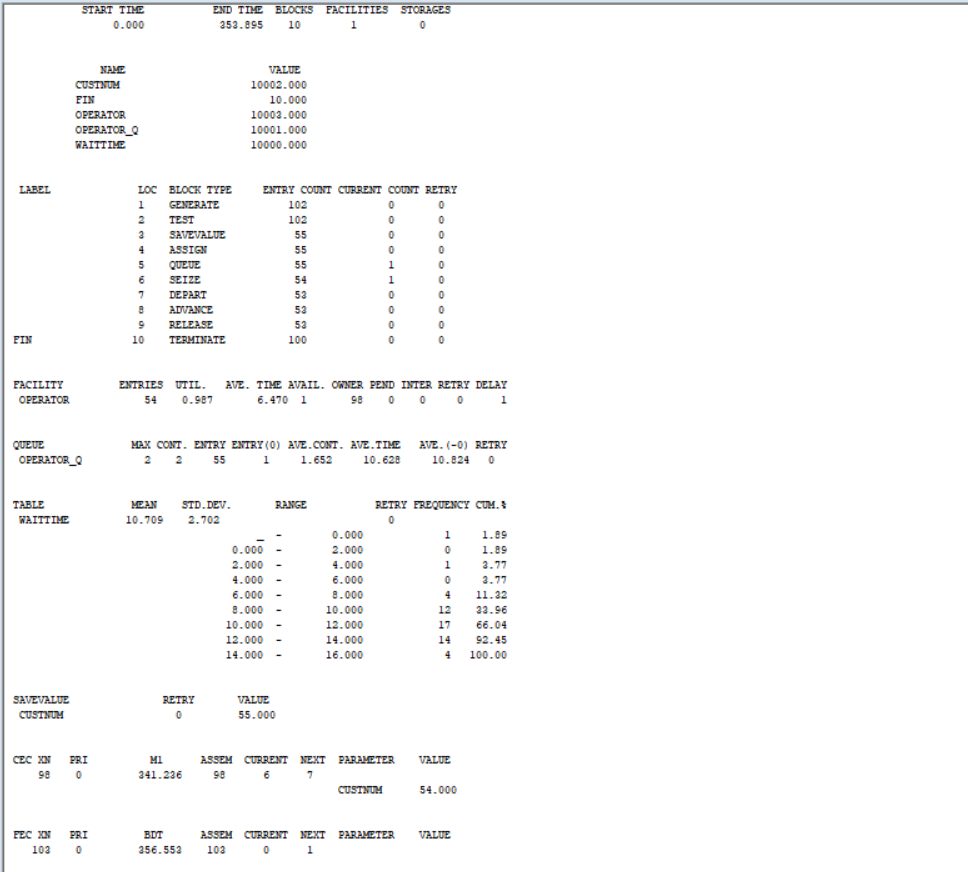 START TIME END TIME BLOCKS FACILITIES STORAGES
0.000 353.895 10 1 0
NAME VALUE
CUSTNUM 10002.000
FIN 10.000
OPERATOR 10003.000
OPERATOR_Q 10001.000
WAITTIME 10000.000
LABEL LOC BLOCK TYPE ENTRY COUNT CURRENT COUNT RETRY
1 GENERATE 102 0 0
2 TEST 102 0 0
3 SAVEVALUE 55 0 0
4 ASSIGN 55 0 0
5 QUEUE 55 1 0
6 SEIZE 54 1 0
7 DEPART 53 0 0
8 ADVANCE 53 0 0
9 RELEASE 53 0 0
FIN 10 TERMINATE 100 0 0
FACILITY ENTRIES UTIL. AVE. TIME AVAIL. OWNER PEND INTER RETRY DELAY
OPERATOR 54 0.987 6.470 1 98 0 0 0 1
QUEUE MAX CONT. ENTRY ENTRY(0) AVE.CONT. AVE.TIME AVE.(-0) RETRY
OPERATOR_Q 2 2 55 1 1.652 10.628 10.824 0
TABLE MEAN STD.DEV. RANGE RETRY FREQUENCY CUM.%
WAITTIME 10.709 2.702 0
_ - 0.000 1 1.89
0.000 - 2.000 0 1.89
2.000 - 4.000 1 3.77
4.000 - 6.000 0 3.77
6.000 - 8.000 4 11.32
8.000 - 10.000 12 33.96
10.000 - 12.000 17 66.04
12.000 - 14.000 14 92.45
14.000 - 16.000 4 100.00
SAVEVALUE RETRY VALUE
CUSTNUM 0 55.000
CEC XN PRI M1 ASSEM CURRENT NEXT PARAMETER VALUE
98 0 341.236 98 6 7
CUSTNUM 54.000
FEC XN PRI BDT ASSEM CURRENT NEXT PARAMETER VALUE
103 0 356.553 103 0 1